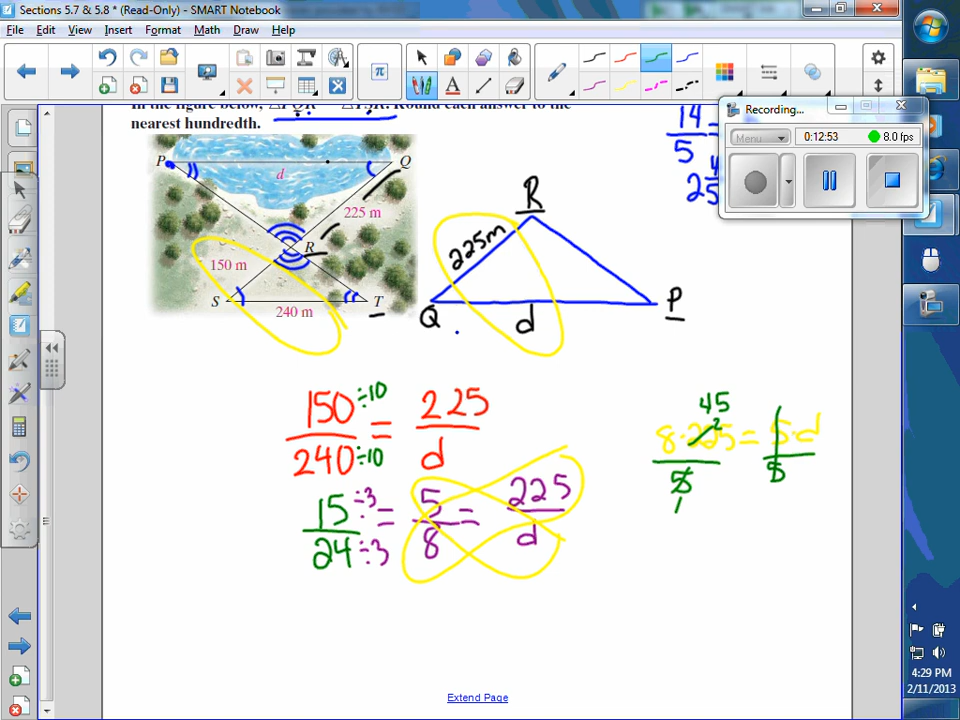 Sections 5.7 & 5.8 * (Read-Only) - SMART Notebook
File Edit View Insert Format Math Draw Help
nearest hundredth.
Recording...
Menu
0:12:53
8.0 fps
14
5
P
Q
d
225 m
R
150 m
S
T
240 m
R
225m
Q
d
P
150 ÷10
240 ÷10
=
225
d
15 ÷3
24 ÷3
=
5
8
=
225
d
45
8·225 = 5·d
5
5
1
Extend Page
4:29 PM
2/11/2013